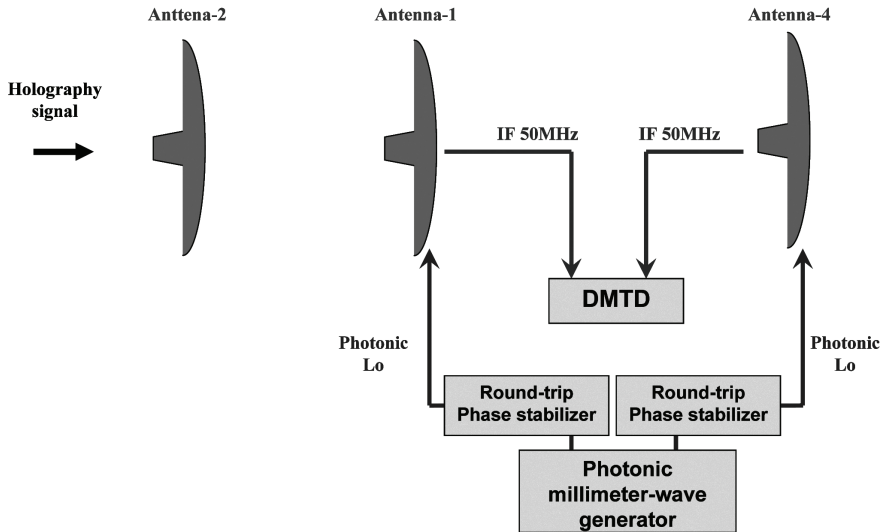 Anttena-2
Antenna-1
Antenna-4
Holography
signal
IF 50MHz
IF 50MHz
DMTD
Photonic
Lo
Photonic
Lo
Round-trip
Phase stabilizer
Round-trip
Phase stabilizer
Photonic
millimeter-wave
generator